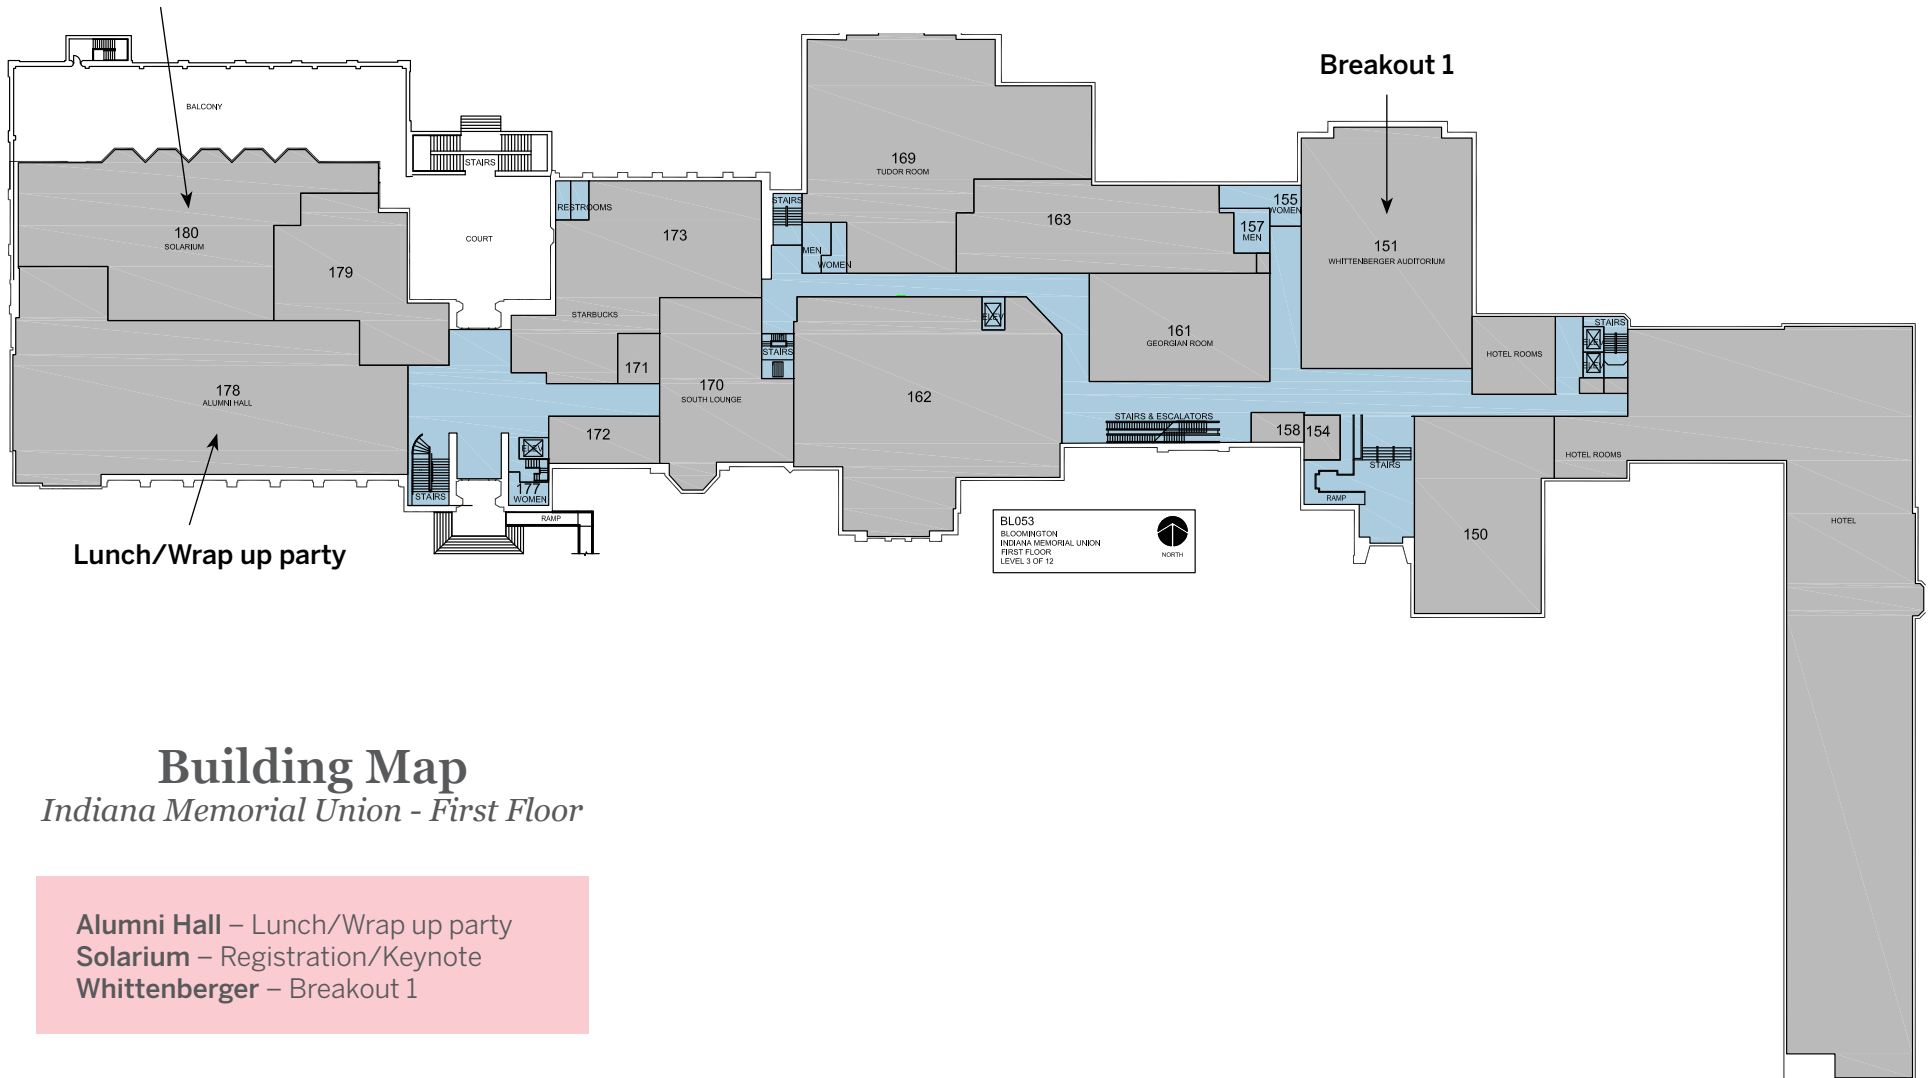 Breakout 1
BALCONY
STAIRS
169
TUDOR ROOM
STAIRS
RESTROOMS
155
WOMEN
163
157
MEN
180
SOLARIUM
COURT
173
MEN
WOMEN
151
WHITTENBERGER AUDITORIUM
179
STARBUCKS
ELEV
161
GEORGIAN ROOM
STAIRS
STAIRS
ELEV
ELEV
HOTEL ROOMS
171
178
ALUMNI HALL
170
SOUTH LOUNGE
162
STAIRS & ESCALATORS
172
158
154
ELEV
STAIRS
HOTEL ROOMS
177
WOMEN
STAIRS
RAMP
RAMP
150
HOTEL
BL053
BLOOMINGTON
INDIANA MEMORIAL UNION
FIRST FLOOR
LEVEL 3 OF 12
NORTH
Lunch/Wrap up party
Building Map
Indiana Memorial Union - First Floor
Alumni Hall – Lunch/Wrap up party
Solarium – Registration/Keynote
Whittenberger – Breakout 1